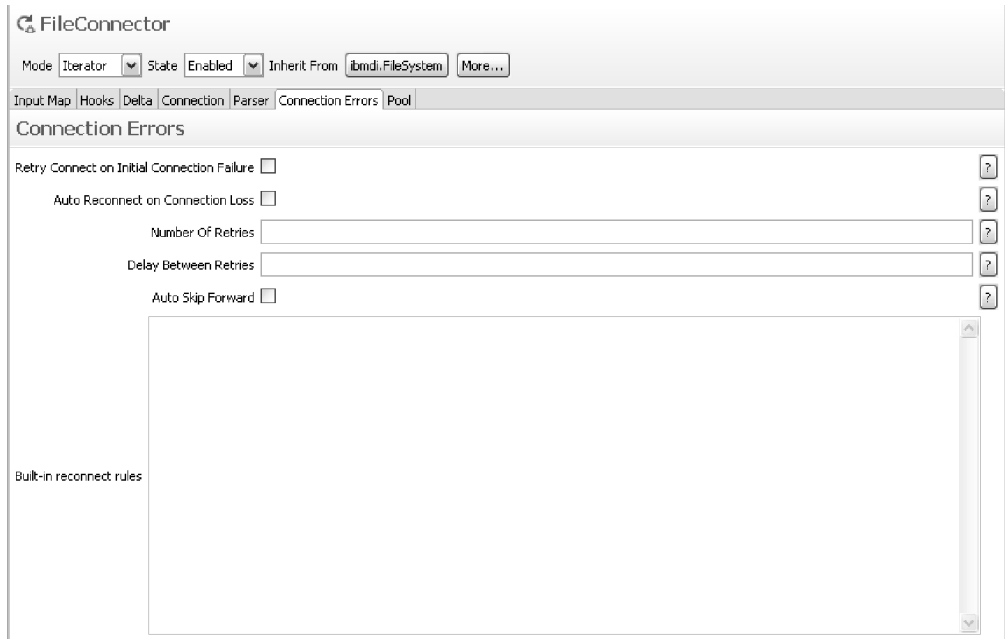 FileConnector
Mode Iterator State Enabled Inherit From ibmdi.FileSystem More...
Input Map Hooks Delta Connection Parser Connection Errors Pool
Connection Errors
Retry Connect on Initial Connection Failure ?
Auto Reconnect on Connection Loss ?
Number Of Retries ?
Delay Between Retries ?
Auto Skip Forward ?
Built-in reconnect rules